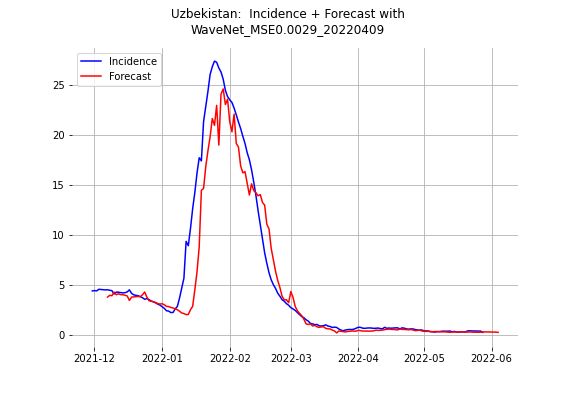 Uzbekistan:  Incidence + Forecast with
WaveNet_MSE0.0029_20220409
Incidence
Forecast
25
20
15
10
5
0
2021-12 2022-01 2022-02 2022-03 2022-04 2022-05 2022-06